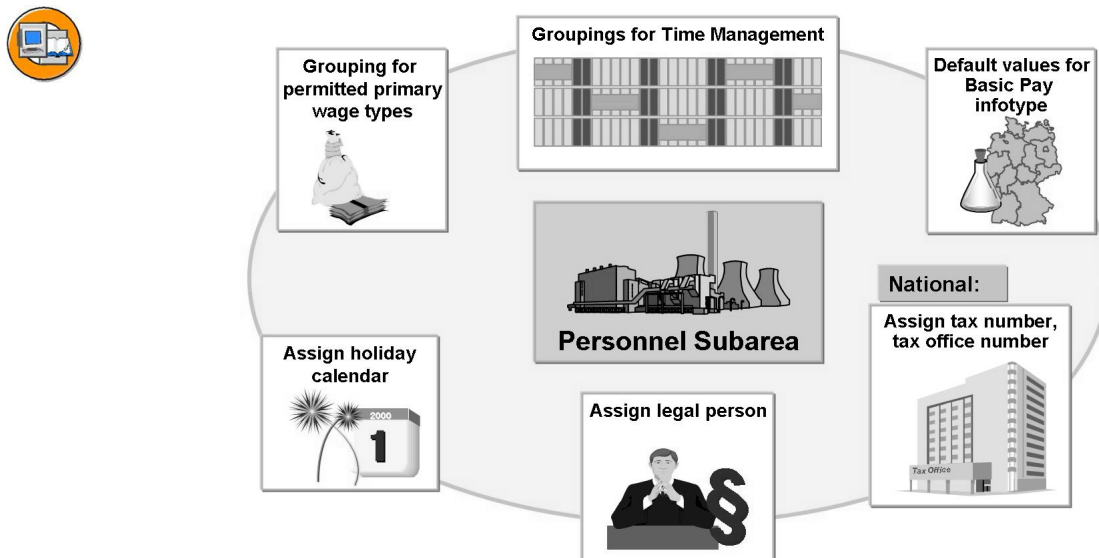 Groupings for Time Management
Grouping for
permitted primary
wage types
Default values for
Basic Pay
infotype
Personnel Subarea
National:
Assign tax number,
tax office number
Tax Office
Assign holiday
calendar
2000
1
Assign legal person
§